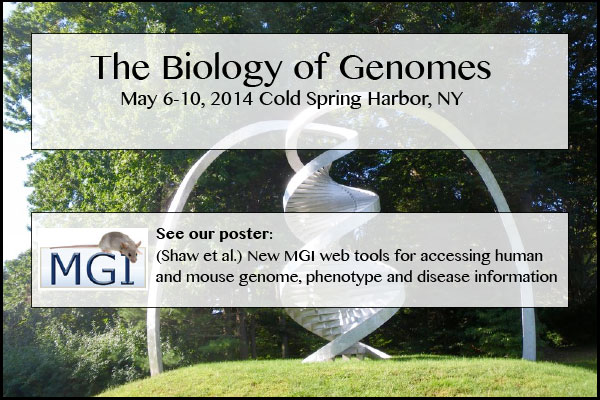 The Biology of Genomes
May 6-10, 2014 Cold Spring Harbor, NY
See our poster:
(Shaw et al.) New MGI web tools for accessing human
and mouse genome, phenotype and disease information
MGI